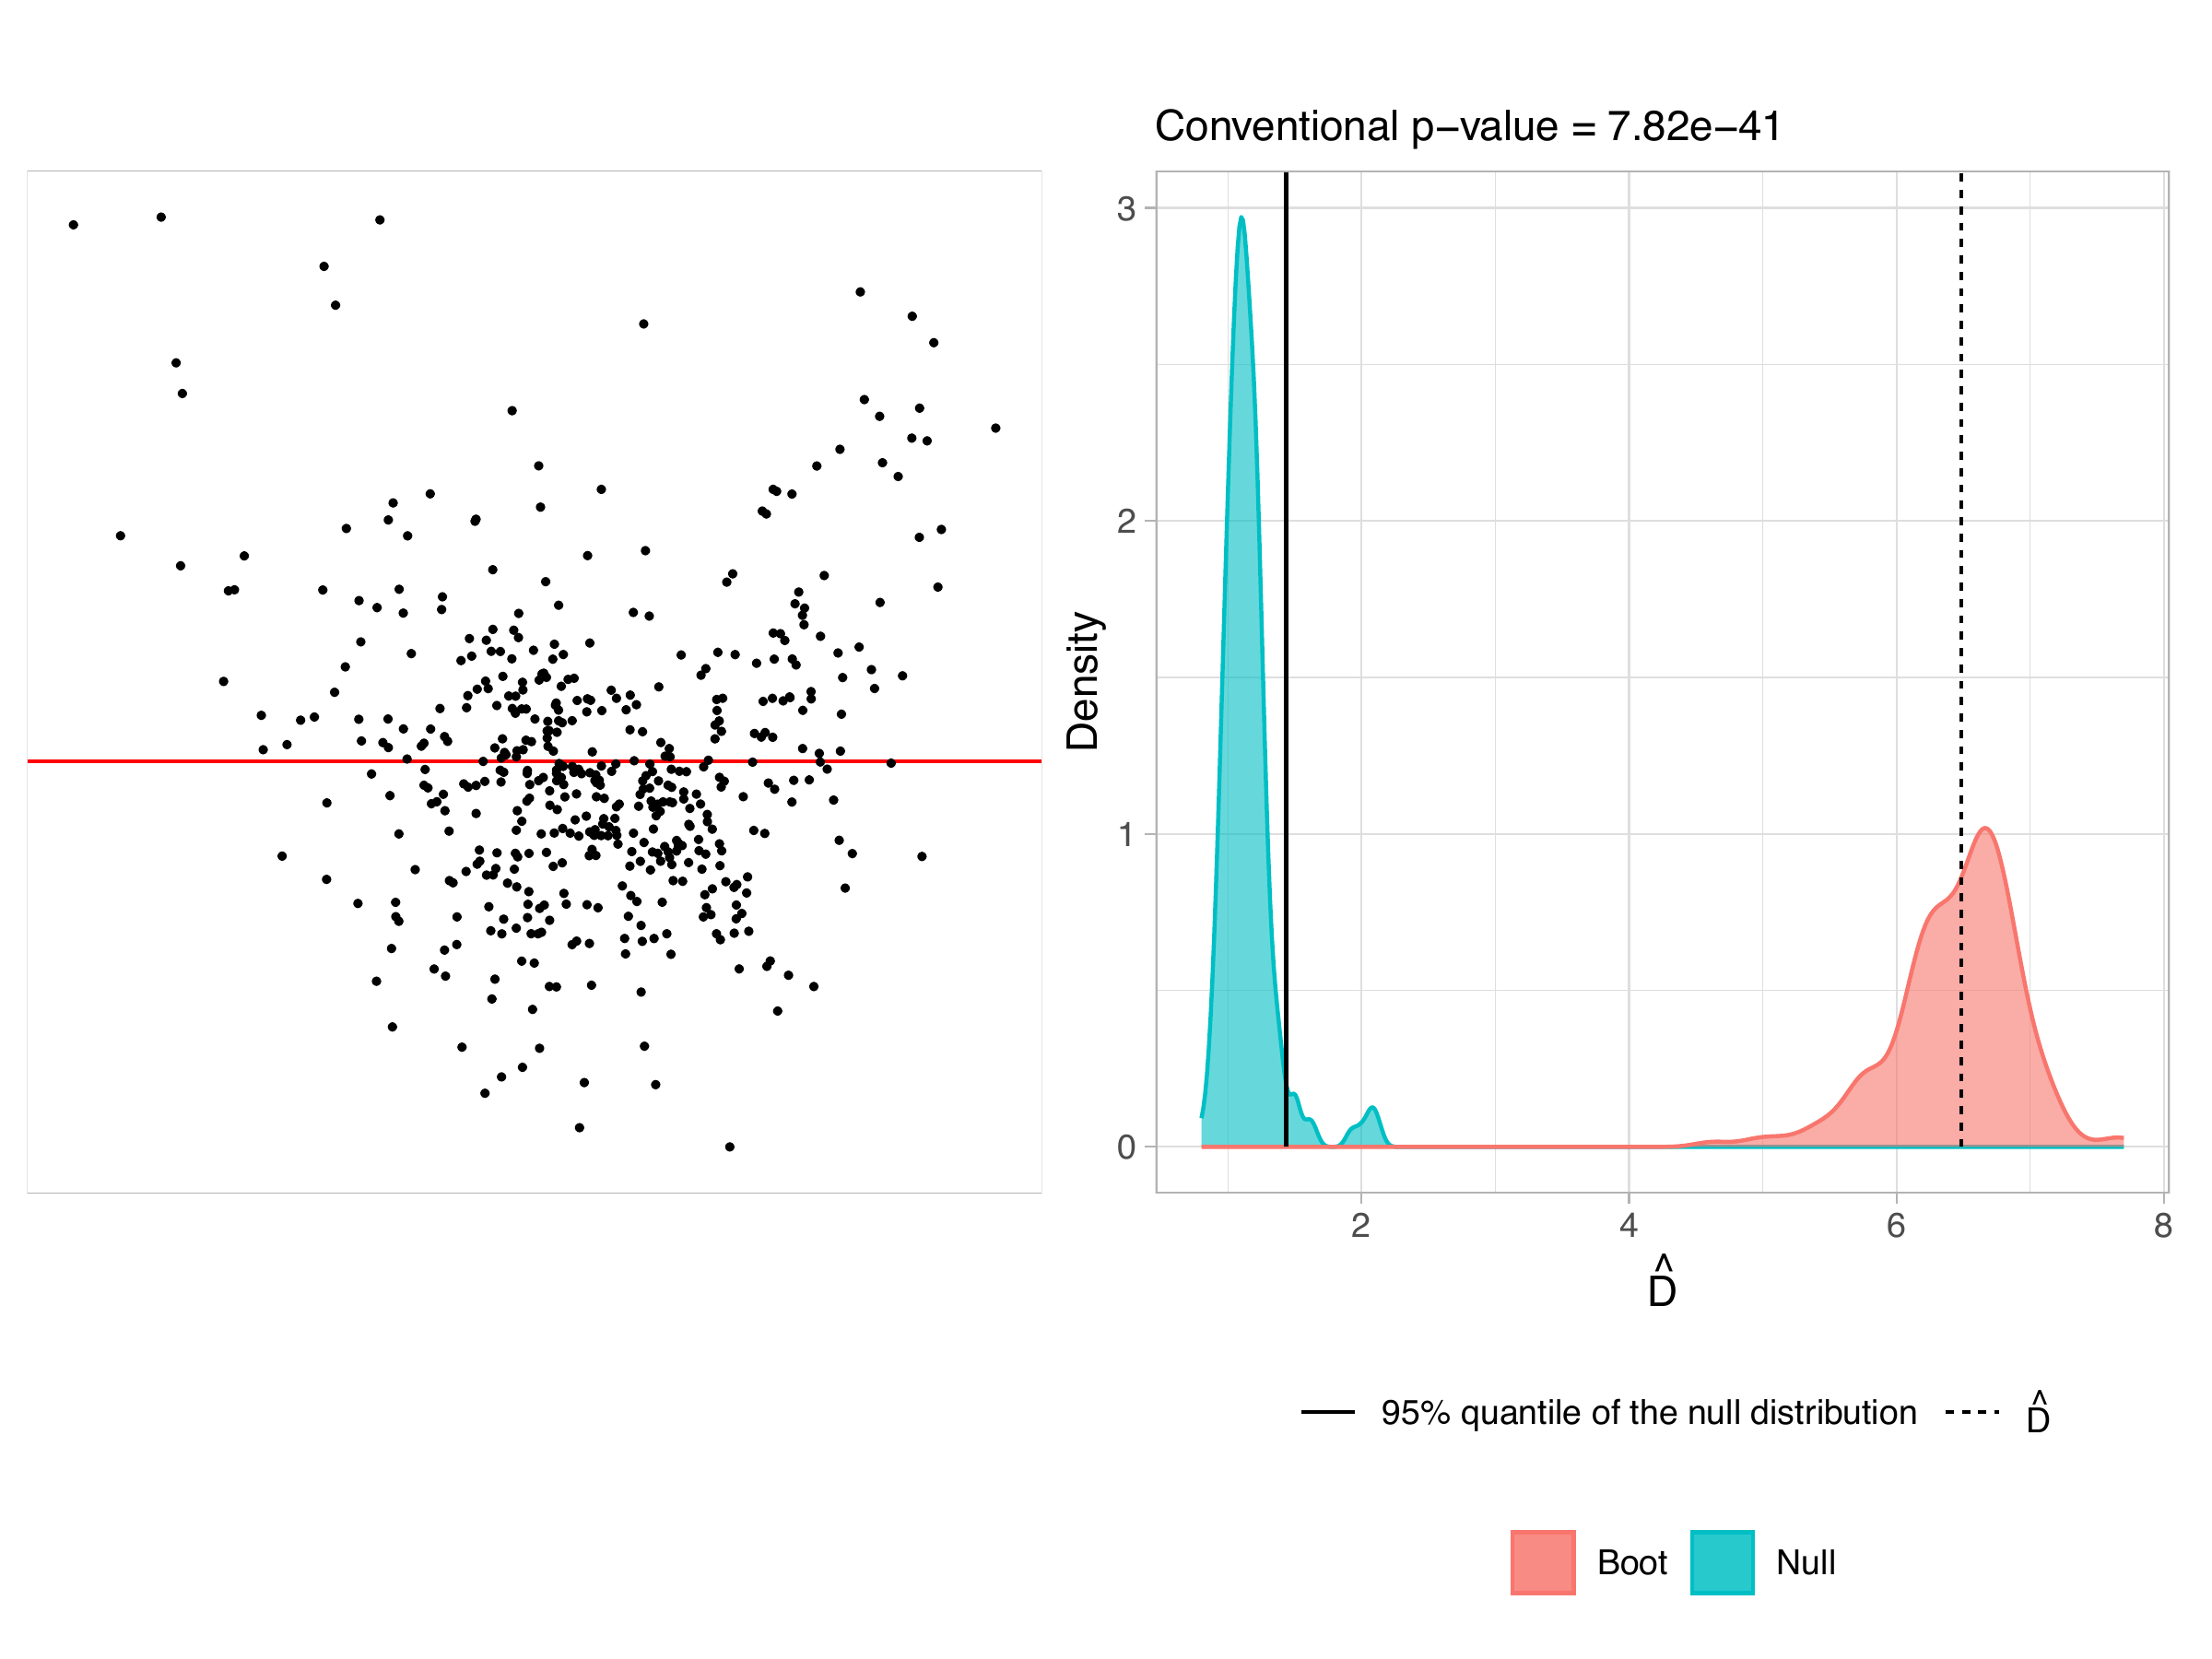 Conventional p−value = 7.82e−41
3
2
1
0
Density
2 4 6 8
D̂
95% quantile of the null distribution D̂
Boot Null